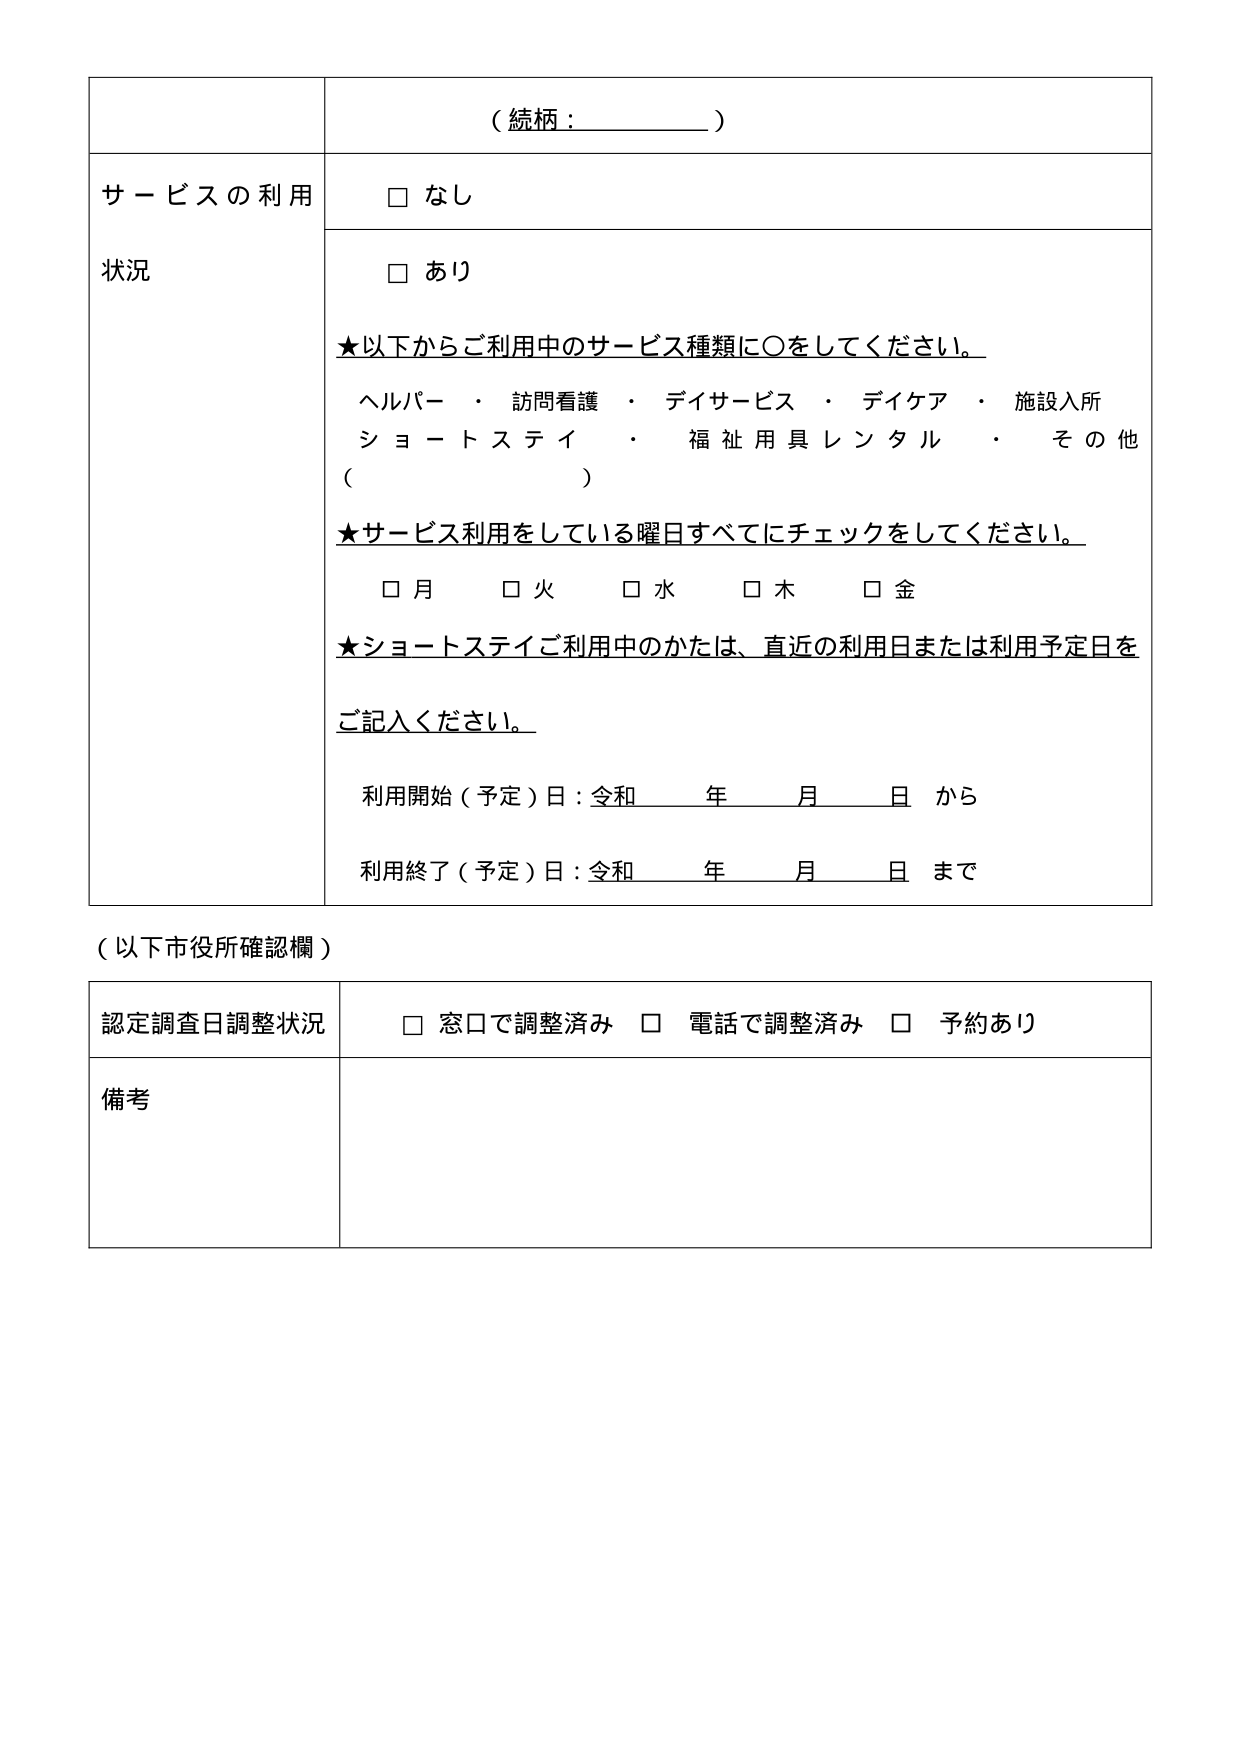 （続柄：　　　　　）
サービスの利用
状況
□ なし
□ あり
★以下からご利用中のサービス種類に〇をしてください。
ヘルパー　・　訪問看護　・　デイサービス　・　デイケア　・　施設入所
ショートステイ　・　福祉用具レンタル　・　その他
（　　　　　　　　　　）
★サービス利用をしている曜日すべてにチェックをしてください。
□ 月　　□ 火　　□ 水　　□ 木　　□ 金
★ショートステイご利用中のかたは、直近の利用日または利用予定日を
ご記入ください。
利用開始（予定）日：令和　　　年　　　月　　　日　から
利用終了（予定）日：令和　　　年　　　月　　　日　まで
（以下市役所確認欄）
認定調査日調整状況　□ 窓口で調整済み　□　電話で調整済み　□　予約あり
備考